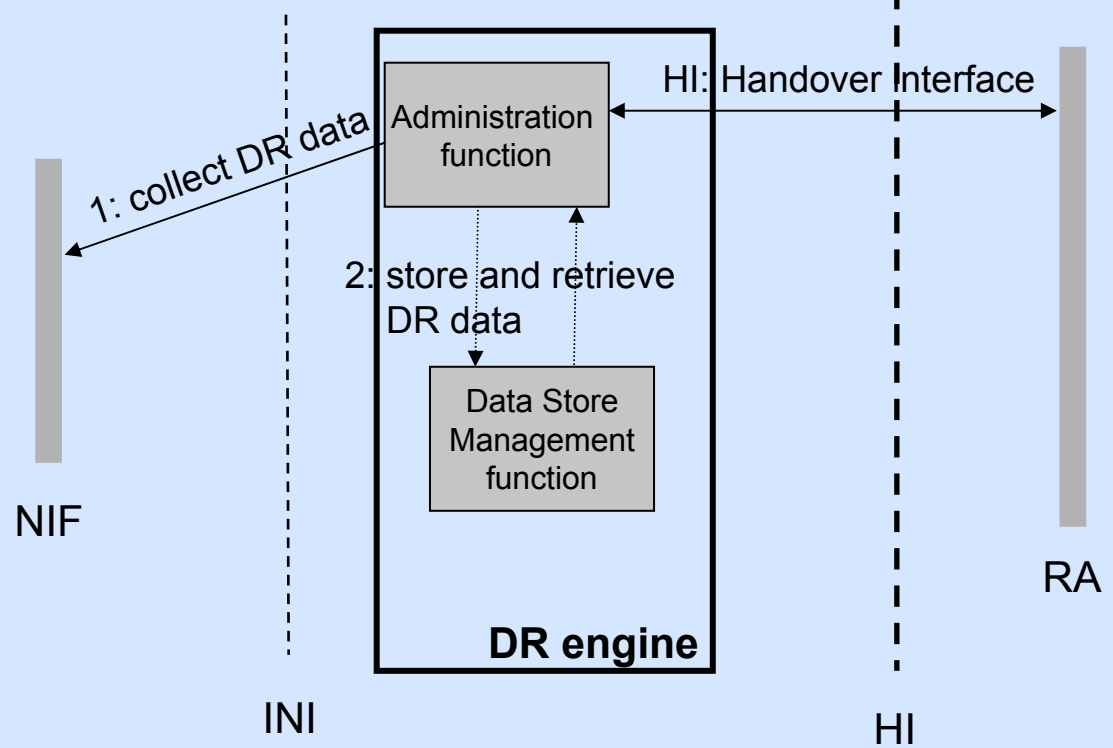 HI: Handover Interface
Administration
function
1: collect DR data
2: store and retrieve
DR data
Data Store
Management
function
NIF
RA
DR engine
INI
HI